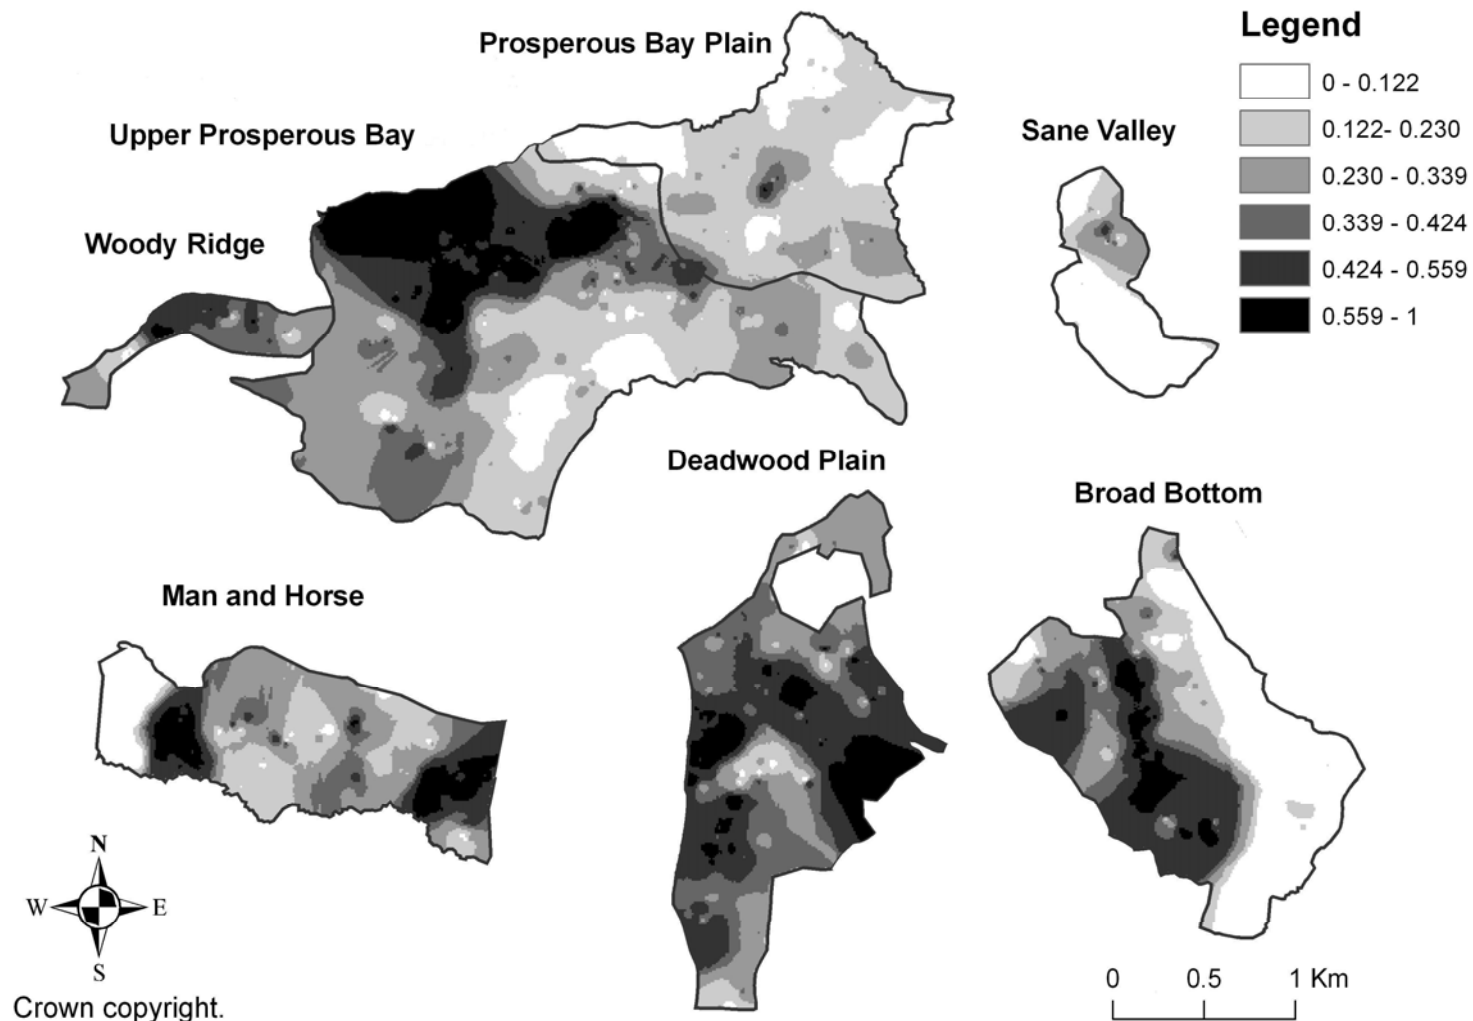 Legend
Prosperous Bay Plain
0 - 0.122
Upper Prosperous Bay
Sane Valley
0.122- 0.230
0.230 - 0.339
0.339 - 0.424
Woody Ridge
0.424 - 0.559
0.559 - 1
Deadwood Plain
Broad Bottom
Man and Horse
N
W
E
S
0
0.5
1 Km
Crown copyright.